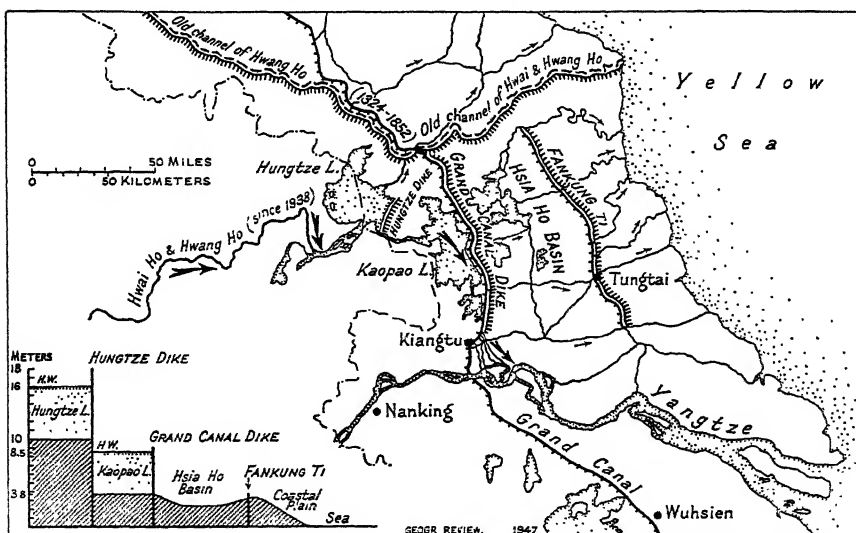 Old channel of Hwang Ho
(1324-1852)
Old channel of Hwai & Hwang Ho
Yellow
Sea
0 50 MILES
0 50 KILOMETERS
Hungtze L.
HUNGTZE DIKE
GRAND CANAL DIKE
HSIA HO BASIN
FANKUNG TI
Hwai Ho & Hwang Ho (since 1938)
Kaopao L.
Tungtai
Kiangtu
Nanking
Yangtze
Grand Canal
Wuhsien
METERS
HUNGTZE DIKE
18
H.W.
16
Hungtze L.
GRAND CANAL DIKE
10
H.W.
8.5
Kaopao L.
Hsia Ho
Basin
FANKUNG TI
Coastal
Plain
3.8
Sea
GEOGR. REVIEW, 1947